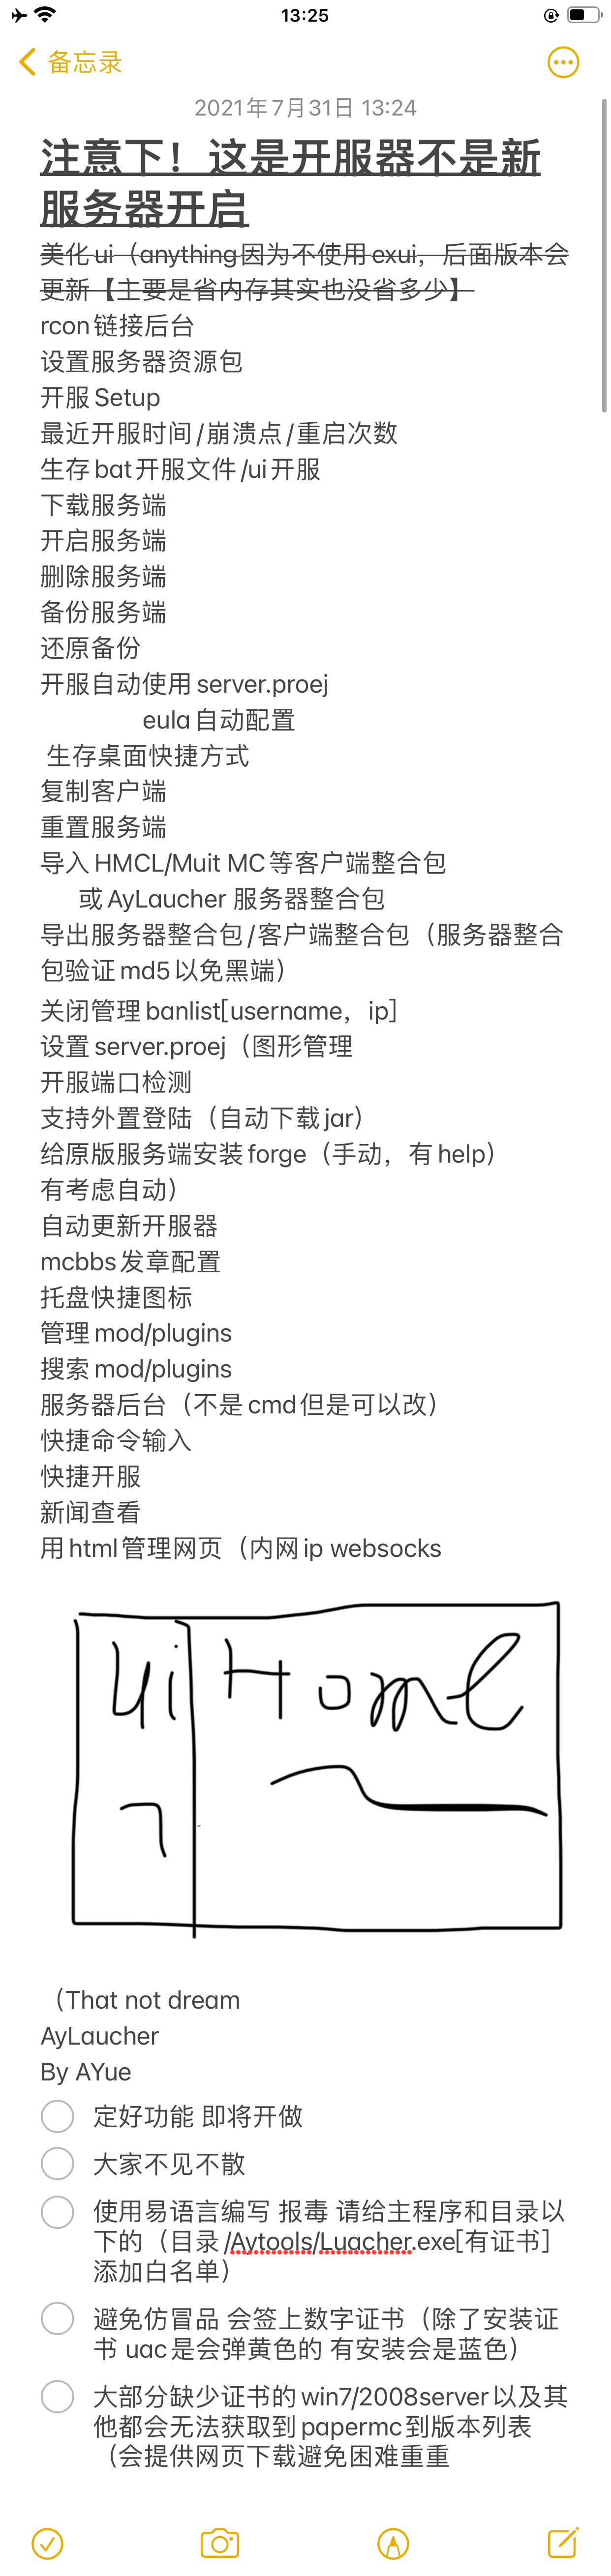 13:25
备忘录
2021年7月31日 13:24
注意下！这是开服器不是新
服务器开启
美化ui（anything因为不使用exui，后面版本会
更新【主要是省内存其实也没省多少】
rcon链接后台
设置服务器资源包
开服Setup
最近开服时间/崩溃点/重启次数
生存bat开服文件/ui开服
下载服务端
开启服务端
删除服务端
备份服务端
还原备份
开服自动使用server.proej
eula自动配置
生存桌面快捷方式
复制客户端
重置服务端
导入HMCL/Muit MC等客户端整合包
或AyLaucher 服务器整合包
导出服务器整合包/客户端整合包（服务器整合
包验证md5以免黑端）
关闭管理banlist[username，ip]
设置server.proej（图形管理
开服端口检测
支持外置登陆（自动下载jar）
给原版服务端安装forge（手动，有help）
有考虑自动）
自动更新开服器
mcbbs发章配置
托盘快捷图标
管理mod/plugins
搜索mod/plugins
服务器后台（不是cmd但是可以改）
快捷命令输入
快捷开服
新闻查看
用html管理网页（内网ip websocks
ui Home
（That not dream
AyLaucher
By AYue
定好功能 即将开做
大家不见不散
使用易语言编写 报毒 请给主程序和目录以
下的（目录/Aytools/Luacher.exe[有证书]
添加白名单）
避免仿冒品 会签上数字证书（除了安装证
书 uac是会弹黄色的 有安装会是蓝色）
大部分缺少证书的win7/2008server以及其
他都会无法获取到papermc到版本列表
（会提供网页下载避免困难重重